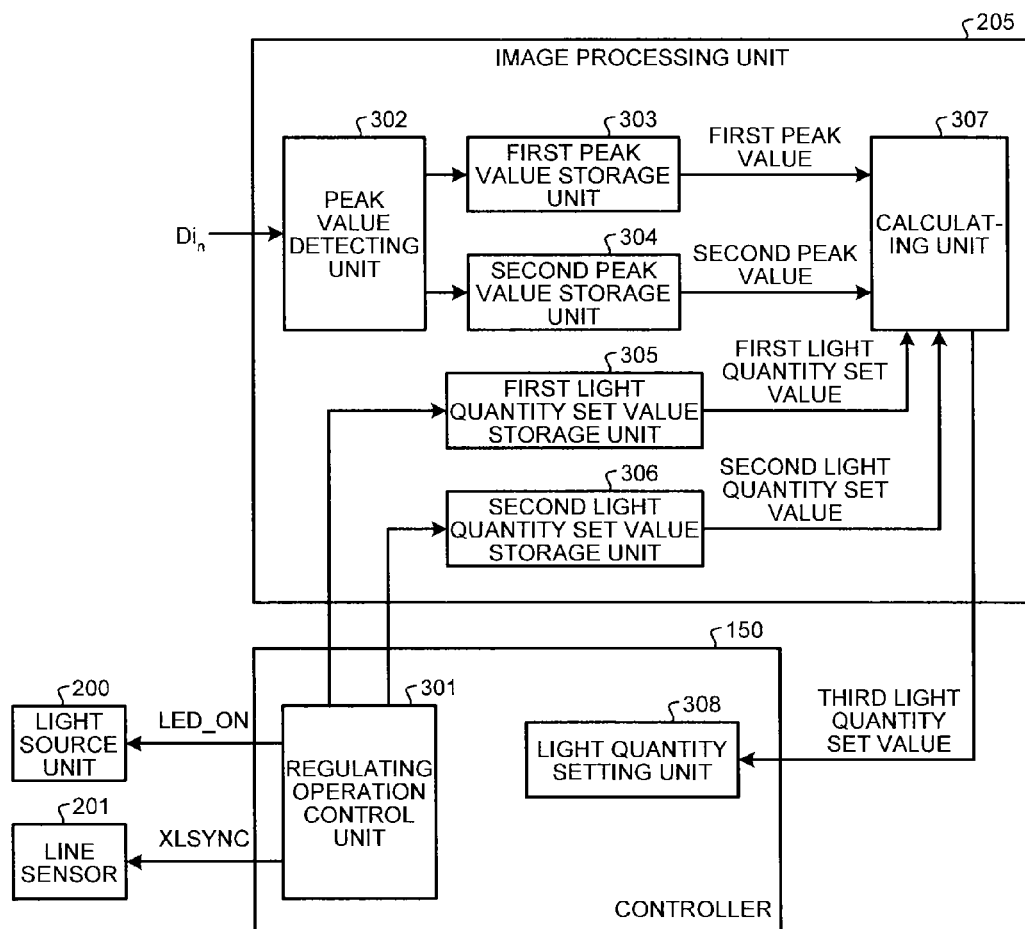 205
IMAGE PROCESSING UNIT
302
PEAK
VALUE
DETECTING
UNIT
Din
303
FIRST PEAK
VALUE STORAGE
UNIT
FIRST PEAK
VALUE
307
CALCULAT-
ING UNIT
304
SECOND PEAK
VALUE STORAGE
UNIT
SECOND PEAK
VALUE
305
FIRST LIGHT
QUANTITY SET VALUE
STORAGE UNIT
FIRST LIGHT
QUANTITY SET
VALUE
306
SECOND LIGHT
QUANTITY SET VALUE
STORAGE UNIT
SECOND LIGHT
QUANTITY SET
VALUE
150
200
LIGHT
SOURCE
UNIT
LED_ON
301
REGULATING
OPERATION
CONTROL
UNIT
308
LIGHT QUANTITY
SETTING UNIT
THIRD LIGHT
QUANTITY
SET VALUE
201
LINE
SENSOR
XLSYNC
CONTROLLER